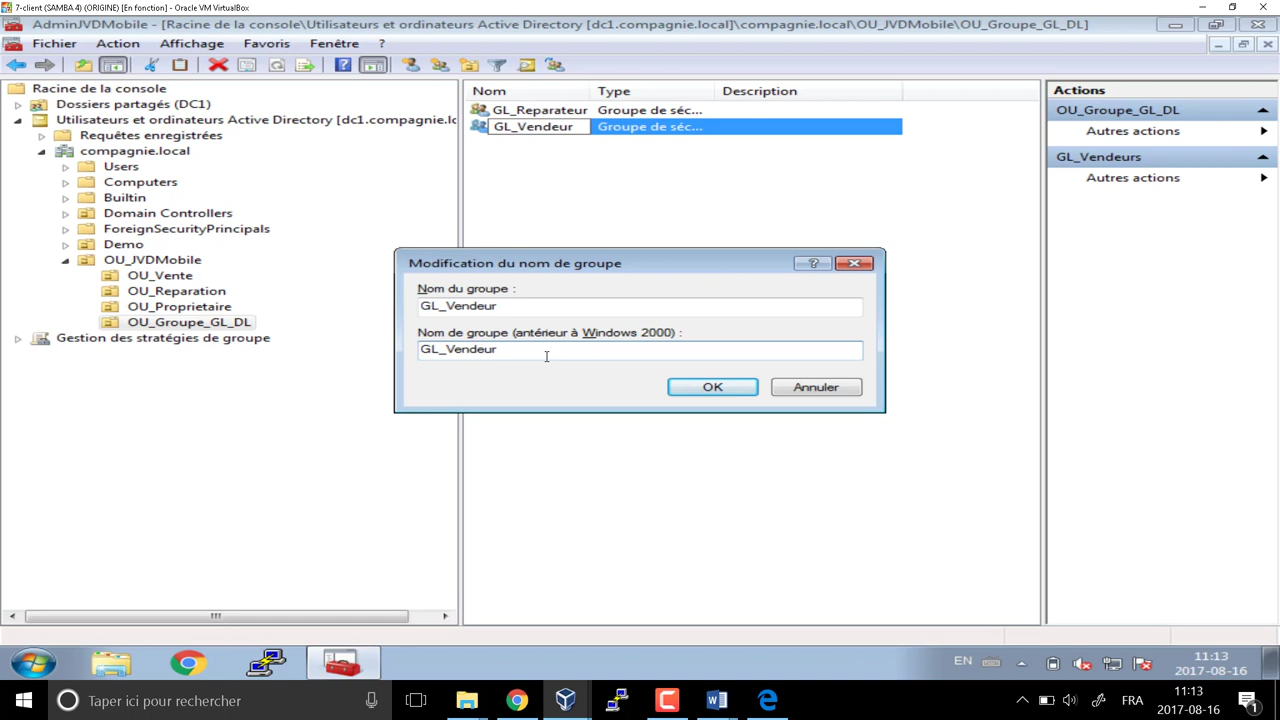 7-client (SAMBA 4) (ORIGINE) [En fonction] - Oracle VM VirtualBox
AdminJVDMobile - [Racine de la console\Utilisateurs et ordinateurs Active Directory [dc1.compagnie.local]\compagnie.local\OU_JVDMobile\OU_Groupe_GL_DL]
Fichier Action Affichage Favoris Fenêtre ?
Racine de la console
Dossiers partagés (DC1)
Utilisateurs et ordinateurs Active Directory [dc1.compagnie.lc
Requêtes enregistrées
compagnie.local
Users
Computers
Builtin
Domain Controllers
ForeignSecurityPrincipals
Demo
OU_JVDMobile
OU_Vente
OU_Reparation
OU_Proprietaire
OU_Groupe_GL_DL
Gestion des stratégies de groupe
Nom Type Description
GL_Reparateur Groupe de séc...
GL_Vendeur Groupe de séc...
Actions
OU_Groupe_GL_DL
Autres actions
GL_Vendeurs
Autres actions
Modification du nom de groupe
Nom du groupe :
GL_Vendeur
Nom de groupe (antérieur à Windows 2000) :
GL_Vendeur
OK Annuler
EN
11:13
2017-08-16
Taper ici pour rechercher
FRA
11:13
2017-08-16
1